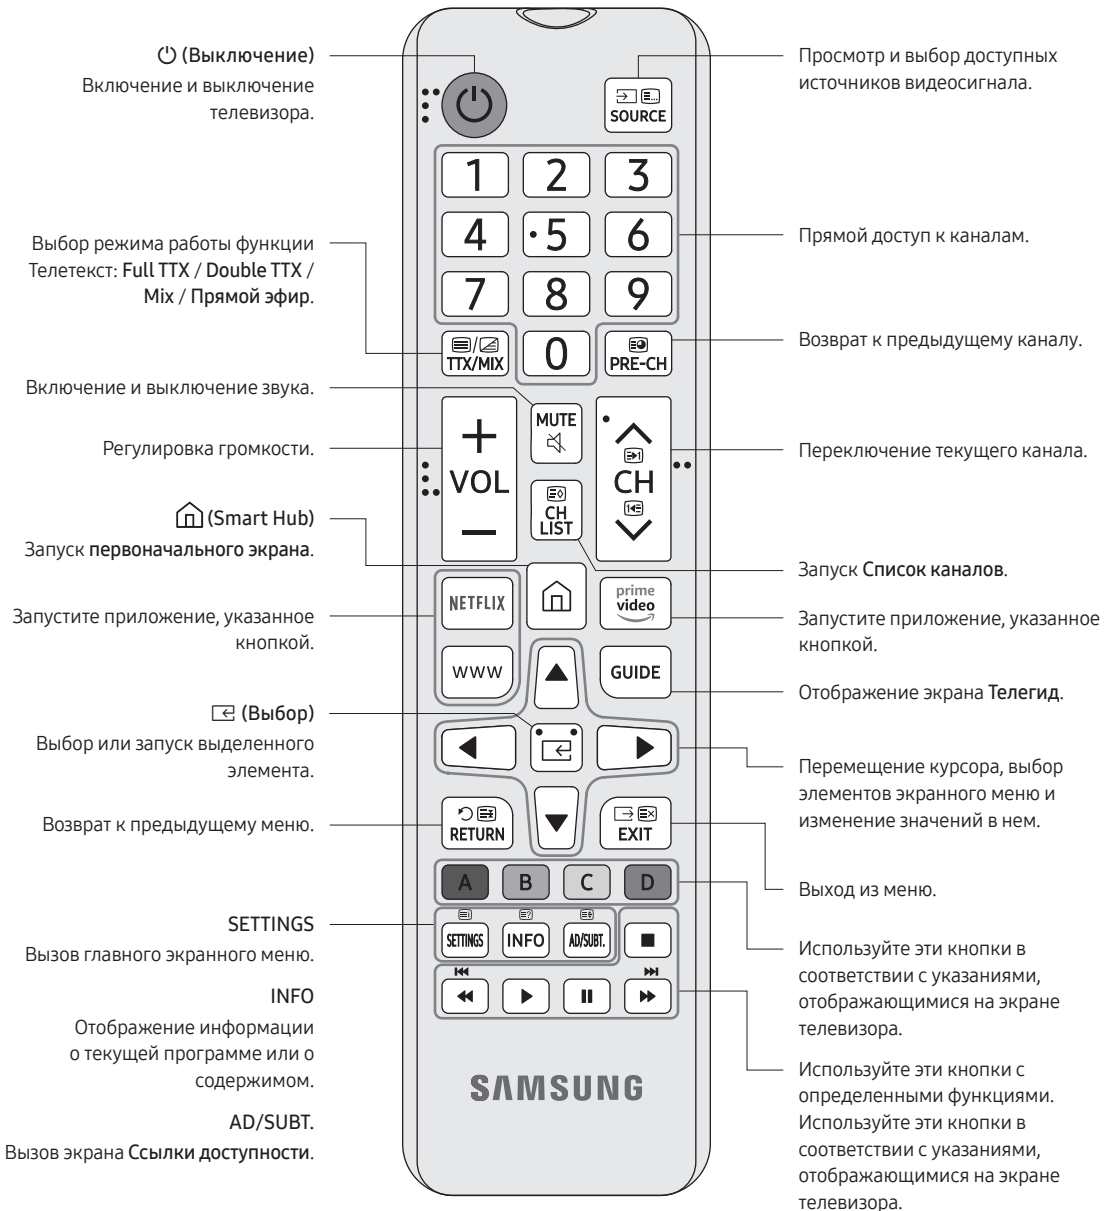 (Выключение)
Включение и выключение
телевизора.
Выбор режима работы функции
Телетекст: Full TTX / Double TTX /
Mix / Прямой эфир.
Включение и выключение звука.
Регулировка громкости.
(Smart Hub)
Запуск первоначального экрана.
Запустите приложение, указанное
кнопкой.
(Выбор)
Выбор или запуск выделенного
элемента.
Возврат к предыдущему меню.
SETTINGS
Вызов главного экранного меню.
INFO
Отображение информации
о текущей программе или о
содержимом.
AD/SUBT.
Вызов экрана Ссылки доступности.
SOURCE
1 2 3
4 5 6
7 8 9
TTX/MIX 0 PRE-CH
MUTE
VOL CH
CH
LIST
NETFLIX prime
video
www GUIDE
RETURN EXIT
A B C D
SETTINGS INFO AD/SUBT.
SAMSUNG
Просмотр и выбор доступных
источников видеосигнала.
Прямой доступ к каналам.
Возврат к предыдущему каналу.
Переключение текущего канала.
Запуск Список каналов.
Запустите приложение, указанное
кнопкой.
Отображение экрана Телегид.
Перемещение курсора, выбор
элементов экранного меню и
изменение значений в нем.
Выход из меню.
Используйте эти кнопки в
соответствии с указаниями,
отображающимися на экране
телевизора.
Используйте эти кнопки с
определенными функциями.
Используйте эти кнопки в
соответствии с указаниями,
отображающимися на экране
телевизора.